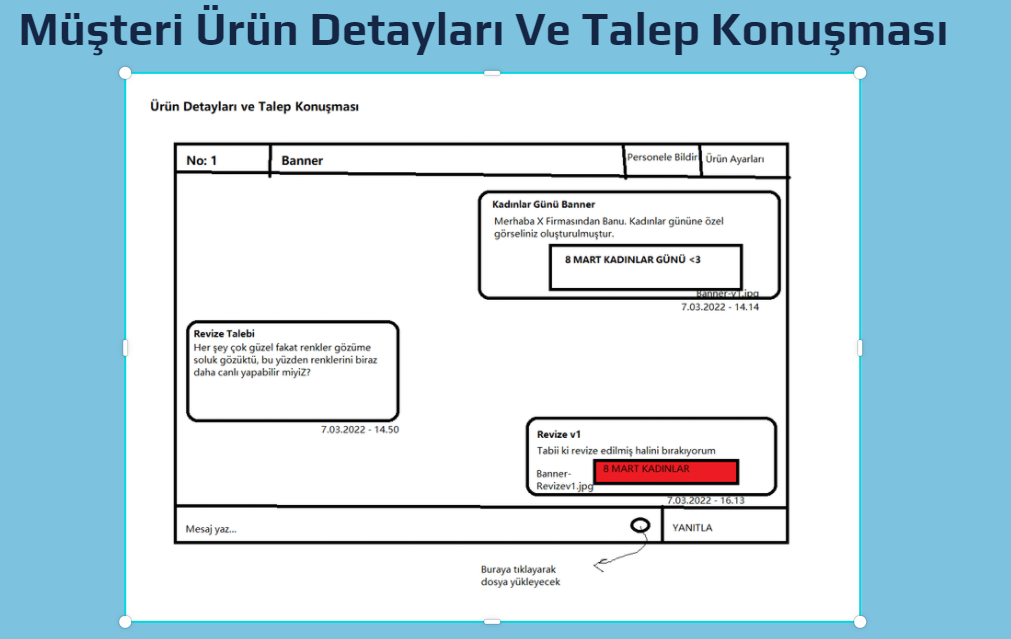 Müşteri Ürün Detayları Ve Talep Konuşması
Ürün Detayları ve Talep Konuşması
No: 1
Banner
Personele Bildir
Ürün Ayarları
Kadınlar Günü Banner
Merhaba X Firmasından Banu. Kadınlar gününe özel
görseliniz oluşturulmuştur.
8 MART KADINLAR GÜNÜ <3
Banner-v1.jpg
7.03.2022 - 14.14
Revize Talebi
Her şey çok güzel fakat renkler gözüme
soluk gözüktü, bu yüzden renklerini biraz
daha canlı yapabilir miyiZ?
7.03.2022 - 14.50
Revize v1
Tabii ki revize edilmiş halini bırakıyorum
Banner-
Revizev1.jpg
8 MART KADINLAR
7.03.2022 - 16.13
Mesaj yaz...
YANITLA
Buraya tıklayarak
dosya yükleyecek